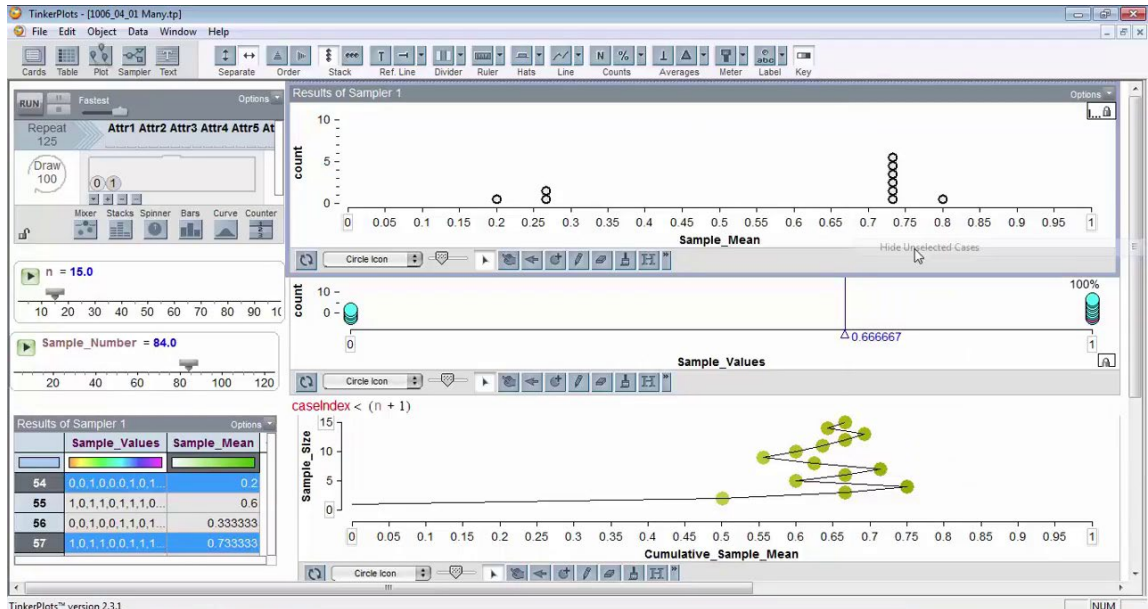 TinkerPlots - [1006_04_01 Many.tp]
File Edit Object Data Window Help
Cards Table Plot Sampler Text Separate Order Stack Ref. Line Divider Ruler Hats Line Counts Averages Meter Label Key
N %
abc
RUN
Fastest
Options
Repeat
125
Attr1 Attr2 Attr3 Attr4 Attr5 At
Draw
100
0 1
Mixer Stacks Spinner Bars Curve Counter
n = 15.0
10 20 30 40 50 60 70 80 90 10
Sample_Number = 84.0
20 40 60 80 100 120
Results of Sampler 1 Options
Sample_Values Sample_Mean
54 0,0,1,0,0,0,1,0,1... 0.2
55 1,0,1,1,0,1,1,1,0... 0.6
56 0,0,1,0,0,1,1,0,1... 0.333333
57 1,0,1,1,0,0,1,1,1... 0.733333
Results of Sampler 1 Options
10
5
0
count
0 0.05 0.1 0.15 0.2 0.25 0.3 0.35 0.4 0.45 0.5 0.55 0.6 0.65 0.7 0.75 0.8 0.85 0.9 0.95 1
Sample_Mean
Hide Unselected Cases
Circle Icon
count
10
0
100%
0.666667
0 1
Sample_Values
Circle Icon
caseIndex < (n + 1)
15
10
5
0
Sample_Size
0 0.05 0.1 0.15 0.2 0.25 0.3 0.35 0.4 0.45 0.5 0.55 0.6 0.65 0.7 0.75 0.8 0.85 0.9 0.95 1
Cumulative_Sample_Mean
Circle Icon
TinkerPlots™ version 2.3.1
NUM